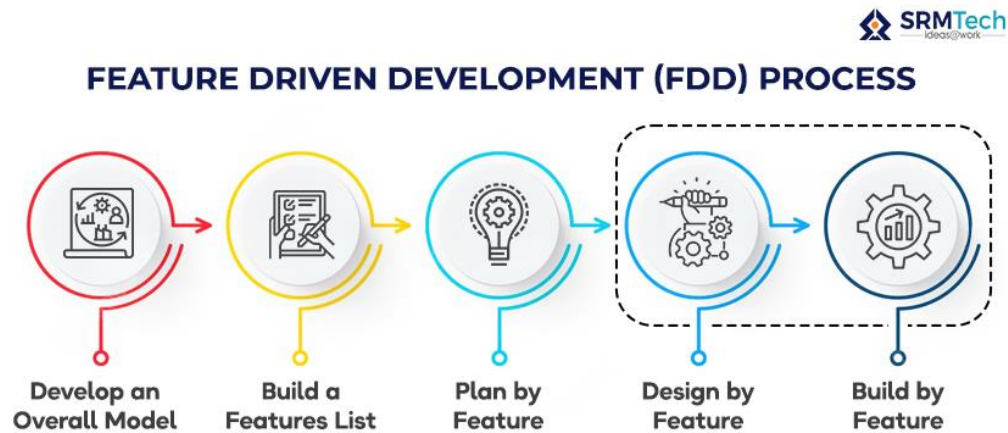 SRMTech
ideas@work
FEATURE DRIVEN DEVELOPMENT (FDD) PROCESS
Develop an
Overall Model
Build a
Features List
Plan by
Feature
Design by
Feature
Build by
Feature